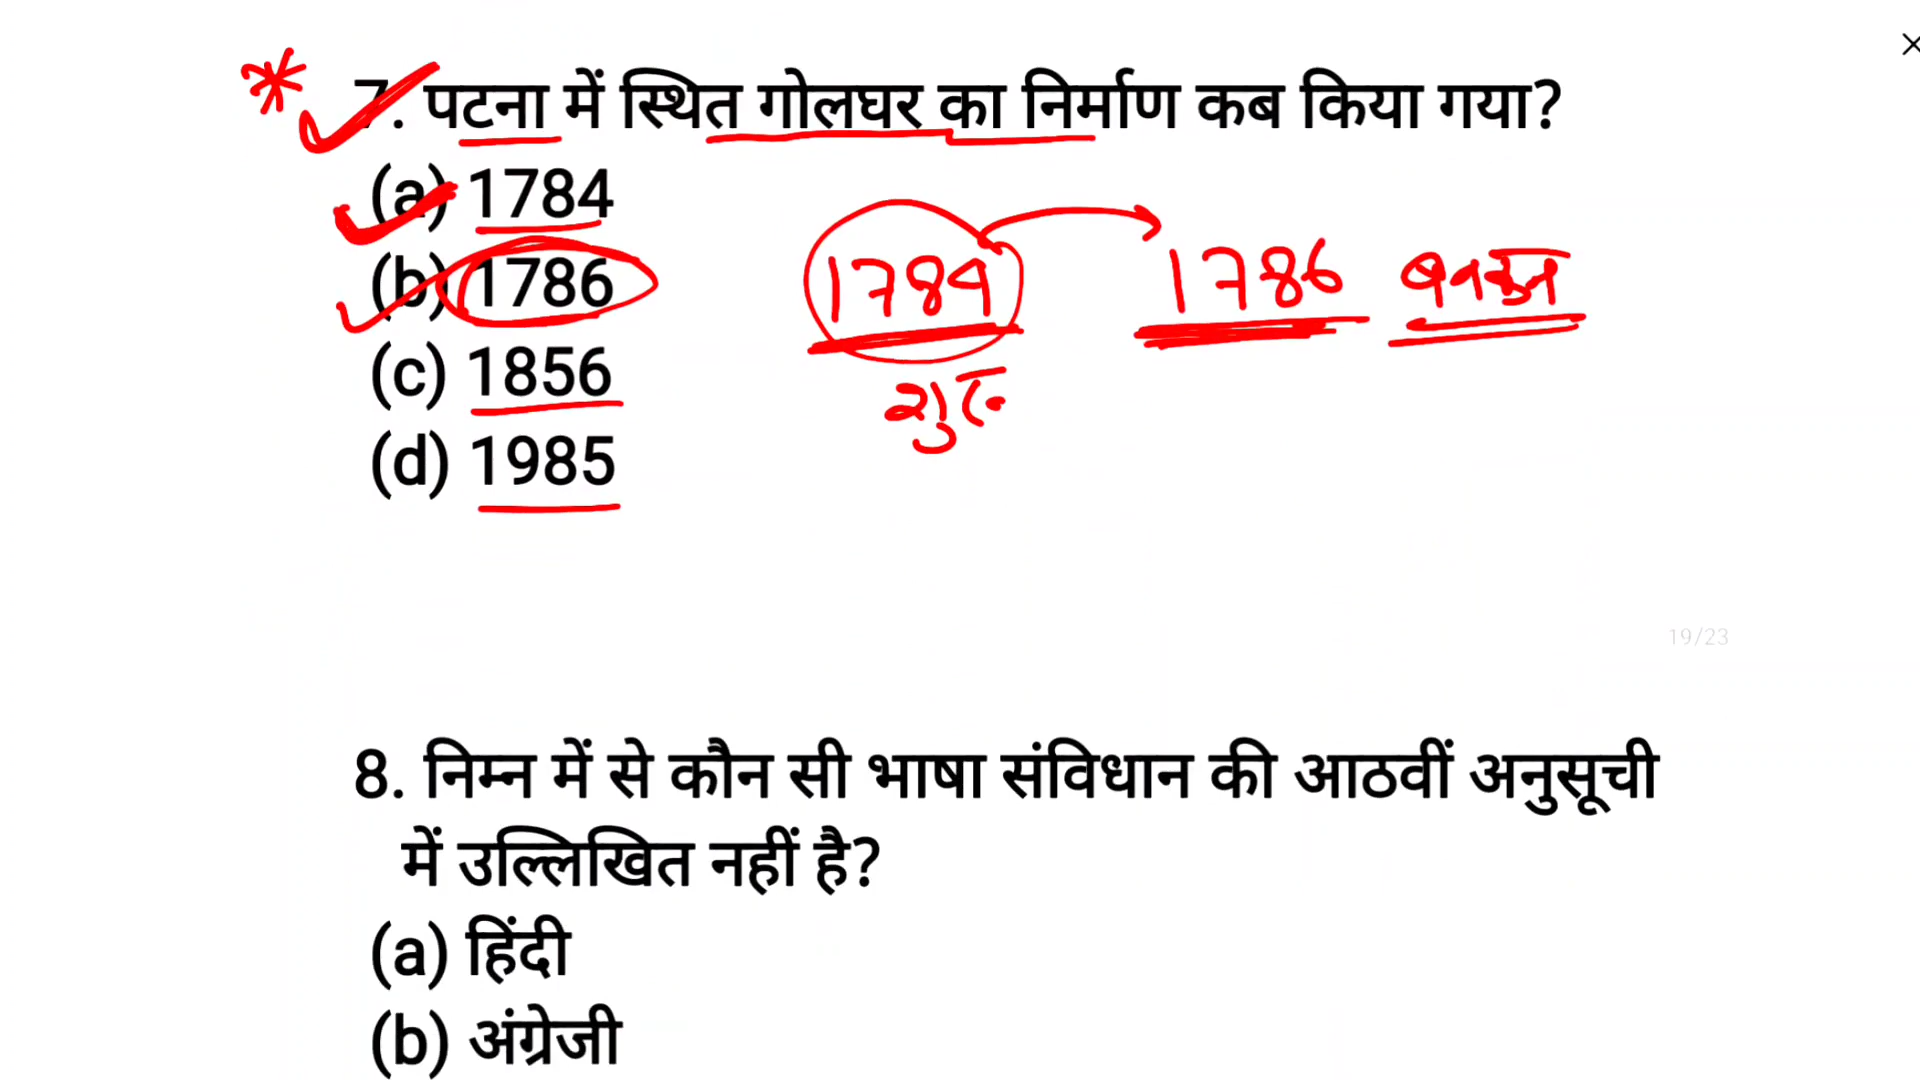 7. पटना में स्थित गोलघर का निर्माण कब किया गया?
(a) 1784
(b) 1786
(c) 1856
(d) 1985
1784 1786
शुरू
19/23
8. निम्न में से कौन सी भाषा संविधान की आठवीं अनुसूची
में उल्लिखित नहीं है?
(a) हिंदी
(b) अंग्रेजी